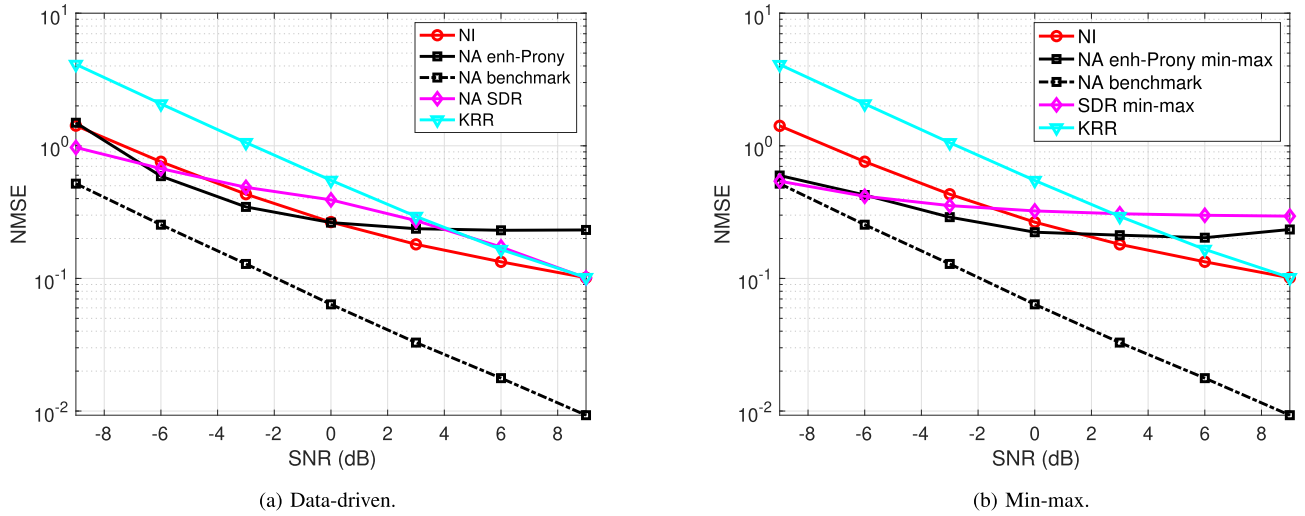 10^1
10^0
10^-1
10^-2
NMSE
-8 -6 -4 -2 0 2 4 6 8
SNR (dB)
NI
NA enh-Prony
NA benchmark
NA SDR
KRR
(a) Data-driven.
10^1
10^0
10^-1
10^-2
NMSE
-8 -6 -4 -2 0 2 4 6 8
SNR (dB)
NI
NA enh-Prony min-max
NA benchmark
SDR min-max
KRR
(b) Min-max.